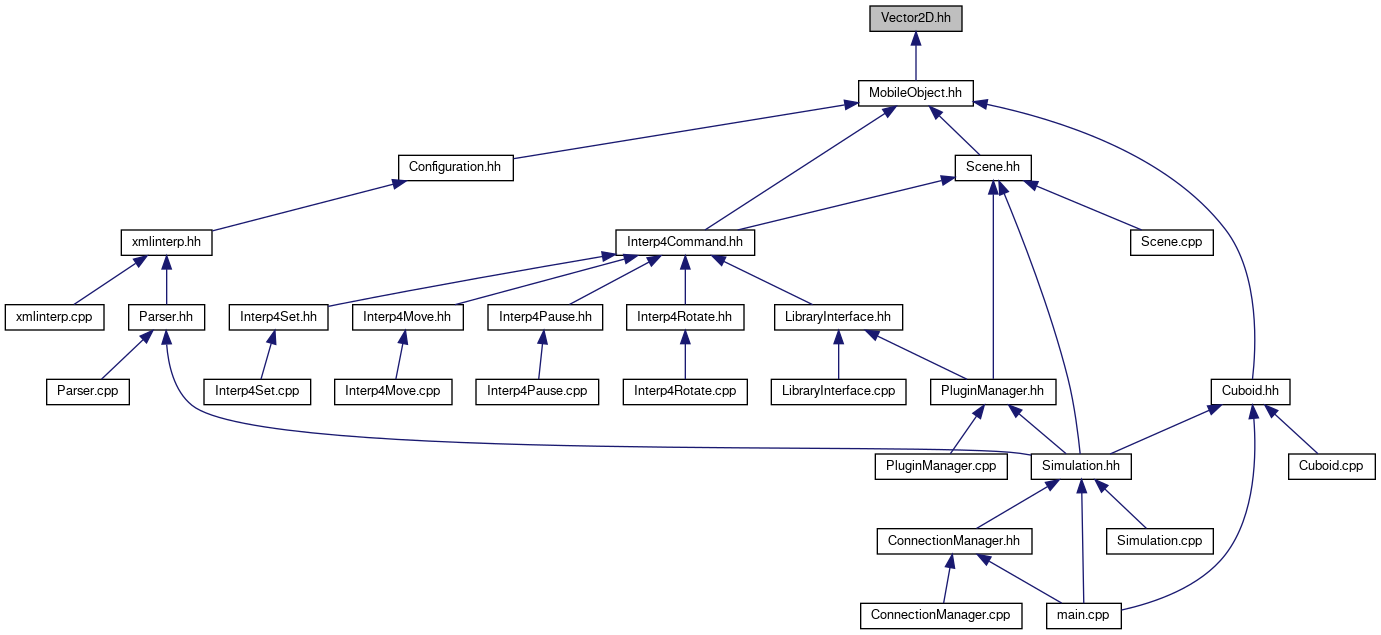 Vector2D.hh
MobileObject.hh
Configuration.hh
Scene.hh
xmlinterp.hh
Interp4Command.hh
Scene.cpp
xmlinterp.cpp
Parser.hh
Interp4Set.hh
Interp4Move.hh
Interp4Pause.hh
Interp4Rotate.hh
LibraryInterface.hh
Parser.cpp
Interp4Set.cpp
Interp4Move.cpp
Interp4Pause.cpp
Interp4Rotate.cpp
LibraryInterface.cpp
PluginManager.hh
Cuboid.hh
PluginManager.cpp
Simulation.hh
Cuboid.cpp
ConnectionManager.hh
Simulation.cpp
ConnectionManager.cpp
main.cpp